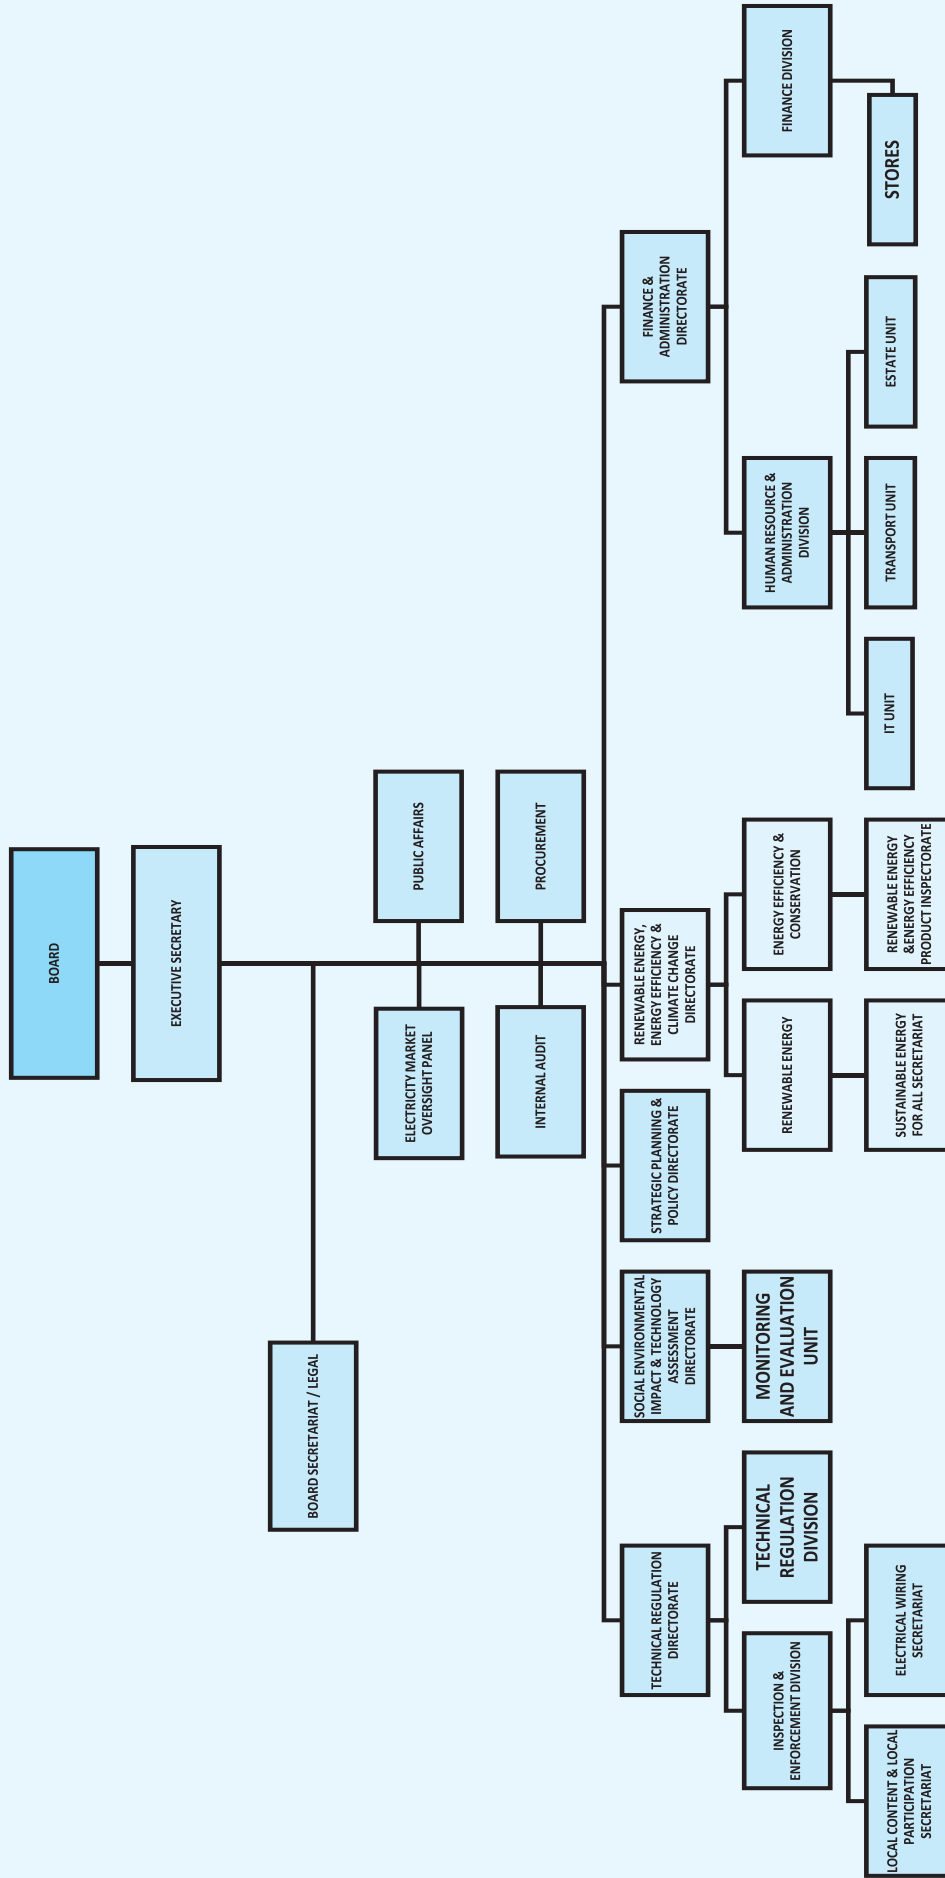 BOARD
EXECUTIVE SECRETARY
BOARD SECRETARIAT / LEGAL
ELECTRICITY MARKET
OVERSIGHT PANEL
PUBLIC AFFAIRS
INTERNAL AUDIT
PROCUREMENT
TECHNICAL REGULATION
DIRECTORATE
SOCIAL ENVIRONMENTAL
IMPACT & TECHNOLOGY
ASSESSMENT
DIRECTORATE
STRATEGIC PLANNING &
POLICY DIRECTORATE
RENEWABLE ENERGY,
ENERGY EFFICIENCY &
CLIMATE CHANGE
DIRECTORATE
FINANCE &
ADMINISTRATION
DIRECTORATE
INSPECTION &
ENFORCEMENT DIVISION
TECHNICAL
REGULATION
DIVISION
MONITORING
AND EVALUATION
UNIT
RENEWABLE ENERGY
ENERGY EFFICIENCY &
CONSERVATION
HUMAN RESOURCE &
ADMINISTRATION
DIVISION
FINANCE DIVISION
LOCAL CONTENT & LOCAL
PARTICIPATION
SECRETARIAT
ELECTRICAL WIRING
SECRETARIAT
SUSTAINABLE ENERGY
FOR ALL SECRETARIAT
RENEWABLE ENERGY
&ENERGY EFFICIENCY
PRODUCT INSPECTORATE
IT UNIT
TRANSPORT UNIT
ESTATE UNIT
STORES